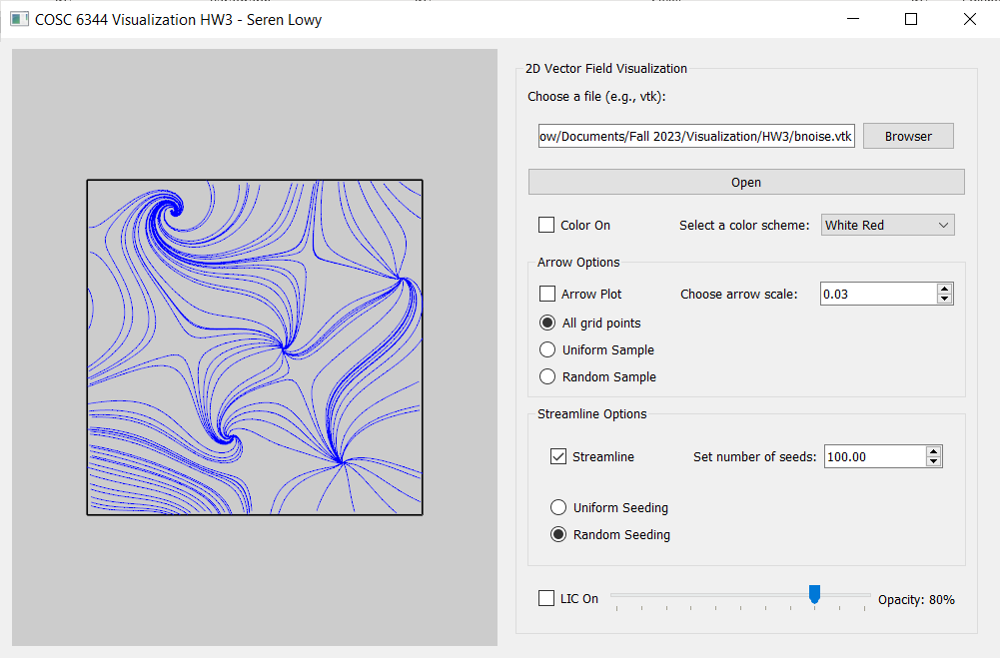 COSC 6344 Visualization HW3 - Seren Lowy
2D Vector Field Visualization
Choose a file (e.g., vtk):
ow/Documents/Fall 2023/Visualization/HW3/bnoise.vtk Browser
Open
Color On Select a color scheme: White Red
Arrow Options
Arrow Plot Choose arrow scale: 0.03
All grid points
Uniform Sample
Random Sample
Streamline Options
Streamline Set number of seeds: 100.00
Uniform Seeding
Random Seeding
LIC On Opacity: 80%